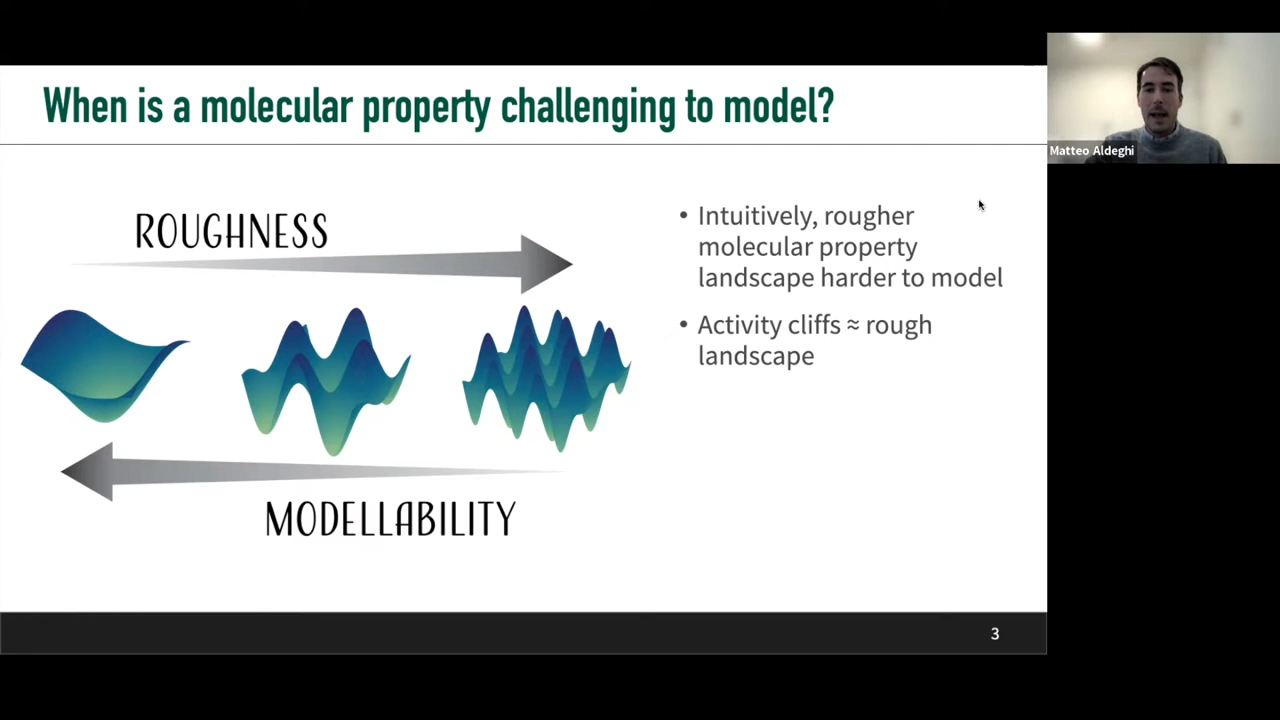 When is a molecular property challenging to model?
Matteo Aldeghi
ROUGHNESS
MODELLABILITY
• Intuitively, rougher
molecular property
landscape harder to model
• Activity cliffs ≈ rough
landscape
3